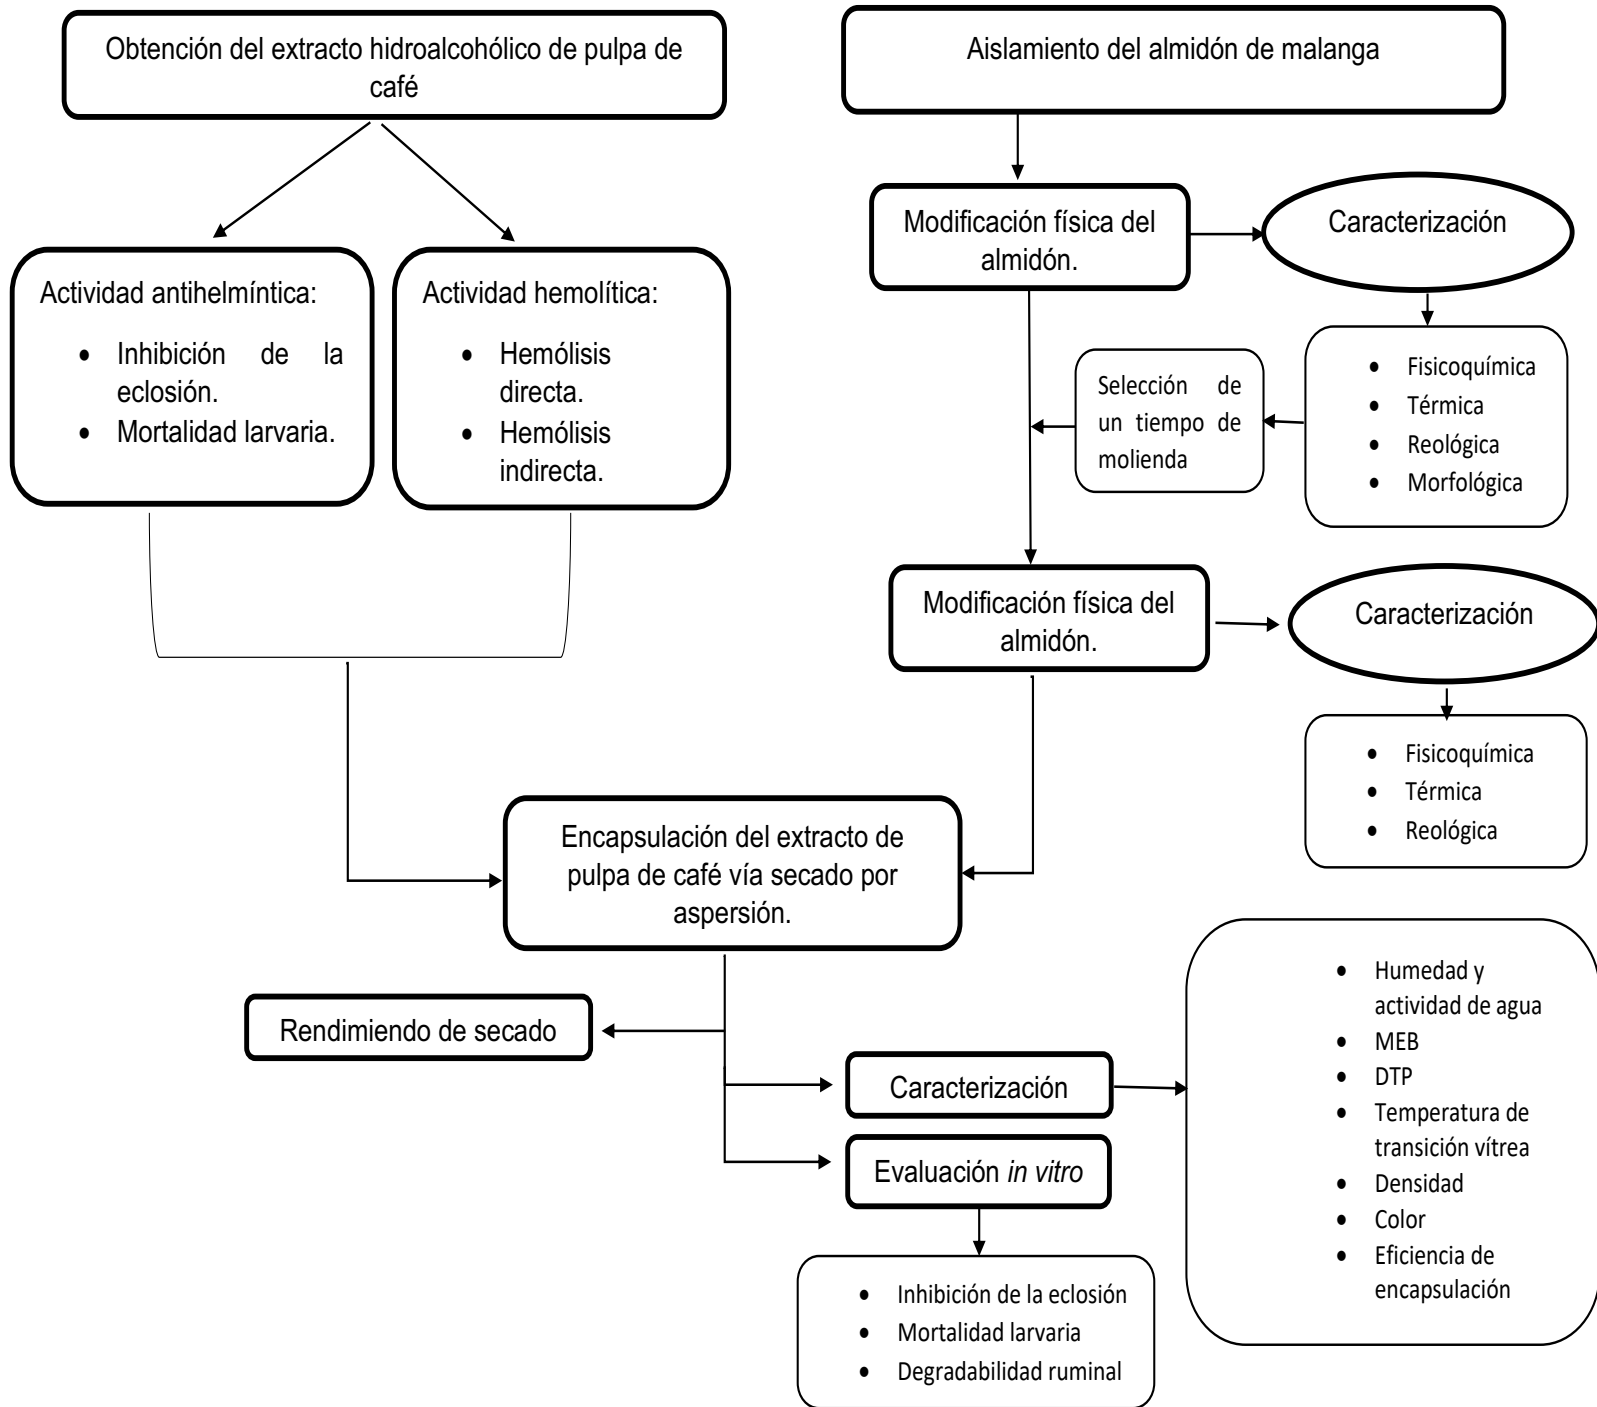 Obtención del extracto hidroalcohólico de pulpa de
café
Aislamiento del almidón de malanga
Modificación física del
almidón.
Caracterización
Actividad antihelmíntica:
• Inhibición de la
eclosión.
• Mortalidad larvaria.
Actividad hemolítica:
• Hemólisis
directa.
• Hemólisis
indirecta.
Selección de
un tiempo de
molienda
• Fisicoquímica
• Térmica
• Reológica
• Morfológica
Modificación física del
almidón.
Caracterización
• Fisicoquímica
• Térmica
• Reológica
Encapsulación del extracto de
pulpa de café vía secado por
aspersión.
Rendimiendo de secado
Caracterización
Evaluación in vitro
• Humedad y
actividad de agua
• MEB
• DTP
• Temperatura de
transición vítrea
• Densidad
• Color
• Eficiencia de
encapsulación
• Inhibición de la eclosión
• Mortalidad larvaria
• Degradabilidad ruminal